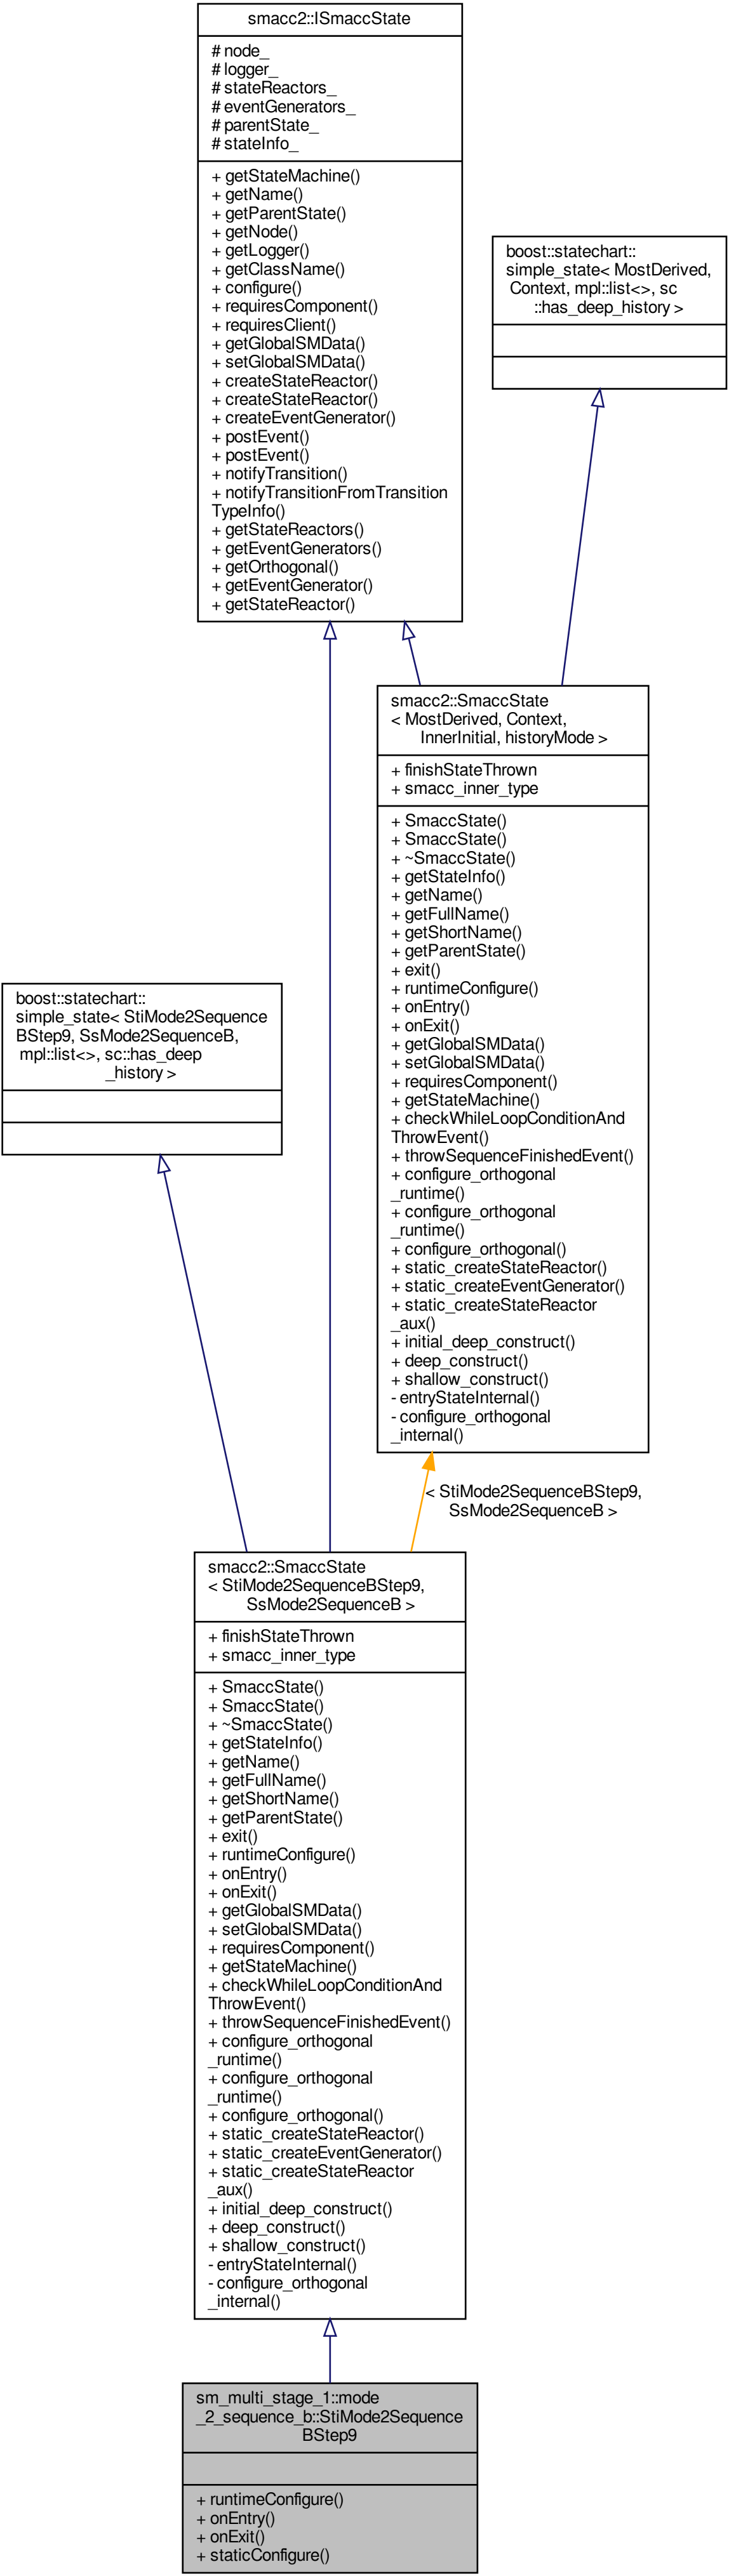 smacc2::ISmaccState
# node_
# logger_
# stateReactors_
# eventGenerators_
# parentState_
# stateInfo_
+ getStateMachine()
+ getName()
+ getParentState()
+ getNode()
+ getLogger()
+ getClassName()
+ configure()
+ requiresComponent()
+ requiresClient()
+ getGlobalSMData()
+ setGlobalSMData()
+ createStateReactor()
+ createStateReactor()
+ createEventGenerator()
+ postEvent()
+ postEvent()
+ notifyTransition()
+ notifyTransitionFromTransition
TypeInfo()
+ getStateReactors()
+ getEventGenerators()
+ getOrthogonal()
+ getEventGenerator()
+ getStateReactor()
boost::statechart::
simple_state< MostDerived,
Context, mpl::list<>, sc
::has_deep_history >
smacc2::SmaccState
< MostDerived, Context,
InnerInitial, historyMode >
+ finishStateThrown
+ smacc_inner_type
+ SmaccState()
+ SmaccState()
+ ~SmaccState()
+ getStateInfo()
+ getName()
+ getFullName()
+ getShortName()
+ getParentState()
+ exit()
+ runtimeConfigure()
+ onEntry()
+ onExit()
+ getGlobalSMData()
+ setGlobalSMData()
+ requiresComponent()
+ getStateMachine()
+ checkWhileLoopConditionAnd
ThrowEvent()
+ throwSequenceFinishedEvent()
+ configure_orthogonal
_runtime()
+ configure_orthogonal
_runtime()
+ configure_orthogonal()
+ static_createStateReactor()
+ static_createEventGenerator()
+ static_createStateReactor
_aux()
+ initial_deep_construct()
+ deep_construct()
+ shallow_construct()
- entryStateInternal()
- configure_orthogonal
_internal()
boost::statechart::
simple_state< StiMode2Sequence
BStep9, SsMode2SequenceB,
mpl::list<>, sc::has_deep
_history >
< StiMode2SequenceBStep9,
SsMode2SequenceB >
smacc2::SmaccState
< StiMode2SequenceBStep9,
SsMode2SequenceB >
+ finishStateThrown
+ smacc_inner_type
+ SmaccState()
+ SmaccState()
+ ~SmaccState()
+ getStateInfo()
+ getName()
+ getFullName()
+ getShortName()
+ getParentState()
+ exit()
+ runtimeConfigure()
+ onEntry()
+ onExit()
+ getGlobalSMData()
+ setGlobalSMData()
+ requiresComponent()
+ getStateMachine()
+ checkWhileLoopConditionAnd
ThrowEvent()
+ throwSequenceFinishedEvent()
+ configure_orthogonal
_runtime()
+ configure_orthogonal
_runtime()
+ configure_orthogonal()
+ static_createStateReactor()
+ static_createEventGenerator()
+ static_createStateReactor
_aux()
+ initial_deep_construct()
+ deep_construct()
+ shallow_construct()
- entryStateInternal()
- configure_orthogonal
_internal()
sm_multi_stage_1::mode
_2_sequence_b::StiMode2Sequence
BStep9
+ runtimeConfigure()
+ onEntry()
+ onExit()
+ staticConfigure()